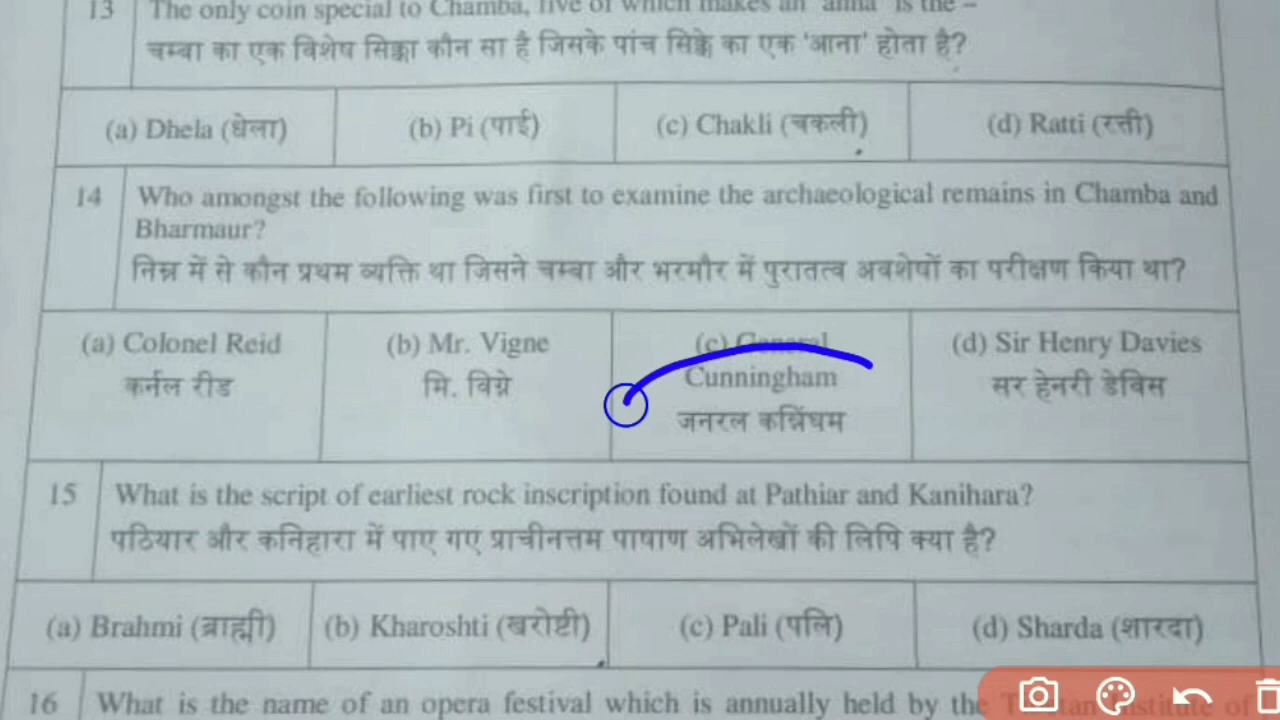 13 The only coin special to Chamba, five of which makes an 'anna' is the –
चम्बा का एक विशेष सिक्का कौन सा है जिसके पांच सिक्के का एक 'आना' होता है?
(a) Dhela (धेला) (b) Pi (पाई) (c) Chakli (चकली) (d) Ratti (रत्ती)
14 Who amongst the following was first to examine the archaeological remains in Chamba and
Bharmaur?
निम्न में से कौन प्रथम व्यक्ति था जिसने चम्बा और भरमौर में पुरातत्व अवशेषों का परीक्षण किया था?
(a) Colonel Reid
कर्नल रीड
(b) Mr. Vigne
मि. विग्ने
(c) General
Cunningham
जनरल कन्निंघम
(d) Sir Henry Davies
सर हेनरी डेविस
15 What is the script of earliest rock inscription found at Pathiar and Kanihara?
पठियार और कनिहारा में पाए गए प्राचीनत्तम पाषाण अभिलेखों की लिपि क्या है?
(a) Brahmi (ब्राह्मी) (b) Kharoshti (खरोष्टी) (c) Pali (पलि) (d) Sharda (शारदा)
16 What is the name of an opera festival which is annually held by the Tibetan Institute of